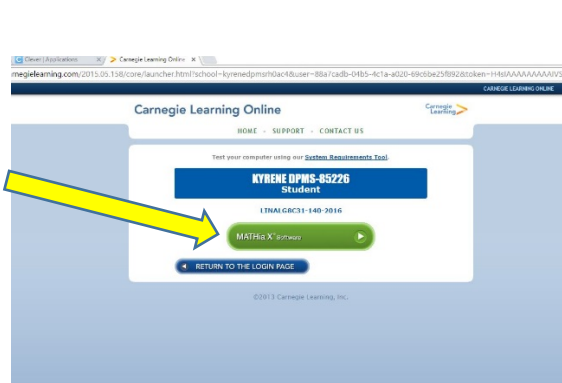 Clever | Applications
Carnegie Learning Online
CARNEGIE LEARNING ONLINE
Carnegie Learning Online
Carnegie Learning
HOME - SUPPORT - CONTACT US
Test your computer using our System Requirements Tool.
KYRENE DPMS-85226
Student
LINALG8C31-140-2016
MATHia X Software
RETURN TO THE LOGIN PAGE
©2013 Carnegie Learning, Inc.